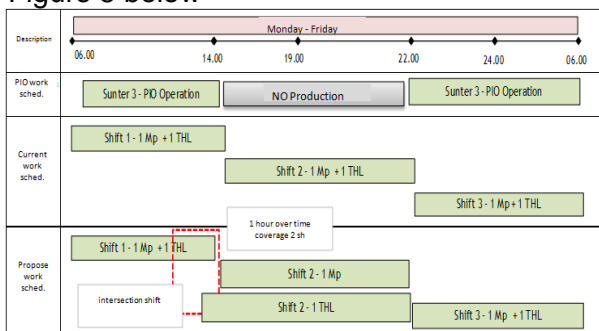 Figure 8 below
Description
Monday - Friday
06.00 14.00 19.00 22.00 24.00 06.00
PIO work
sched.
Sunter 3 - PIO Operation
NO Production
Sunter 3 - PIO Operation
Current
work
sched.
Shift 1 - 1 Mp +1 THL
Shift 2 - 1 Mp +1 THL
Shift 3 - 1 Mp+ 1 THL
Propose
work
sched.
1 hour over time
coverage 2 sh
Shift 1 - 1 Mp +1 THL
Shift 2 - 1 Mp
intersection shift
Shift 2 - 1 THL
Shift 3 - 1 Mp +1 THL